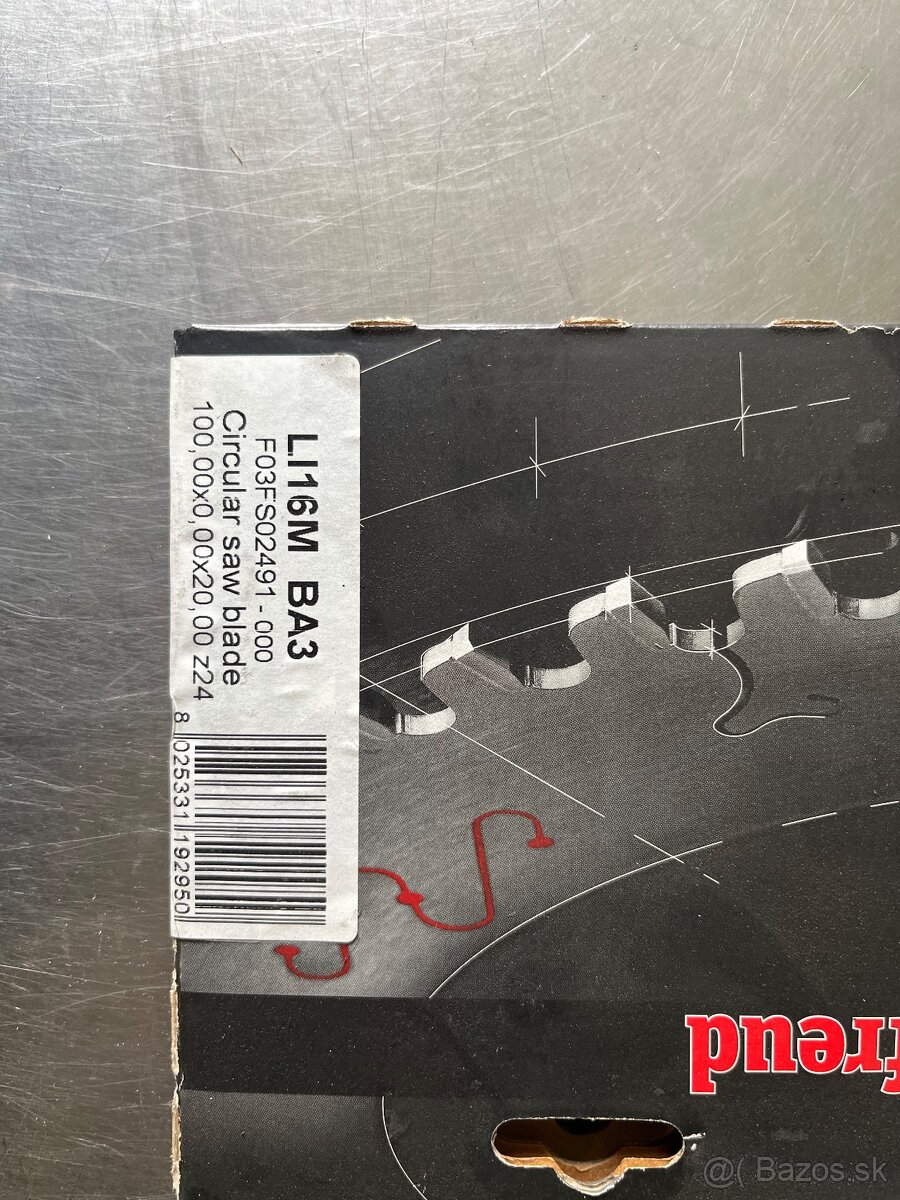 LI16M BA3
F03FS02491-000
Circular saw blade
100,00x0,00x20,00 z24
8 025331 192950
freud
@( Bazos.sk